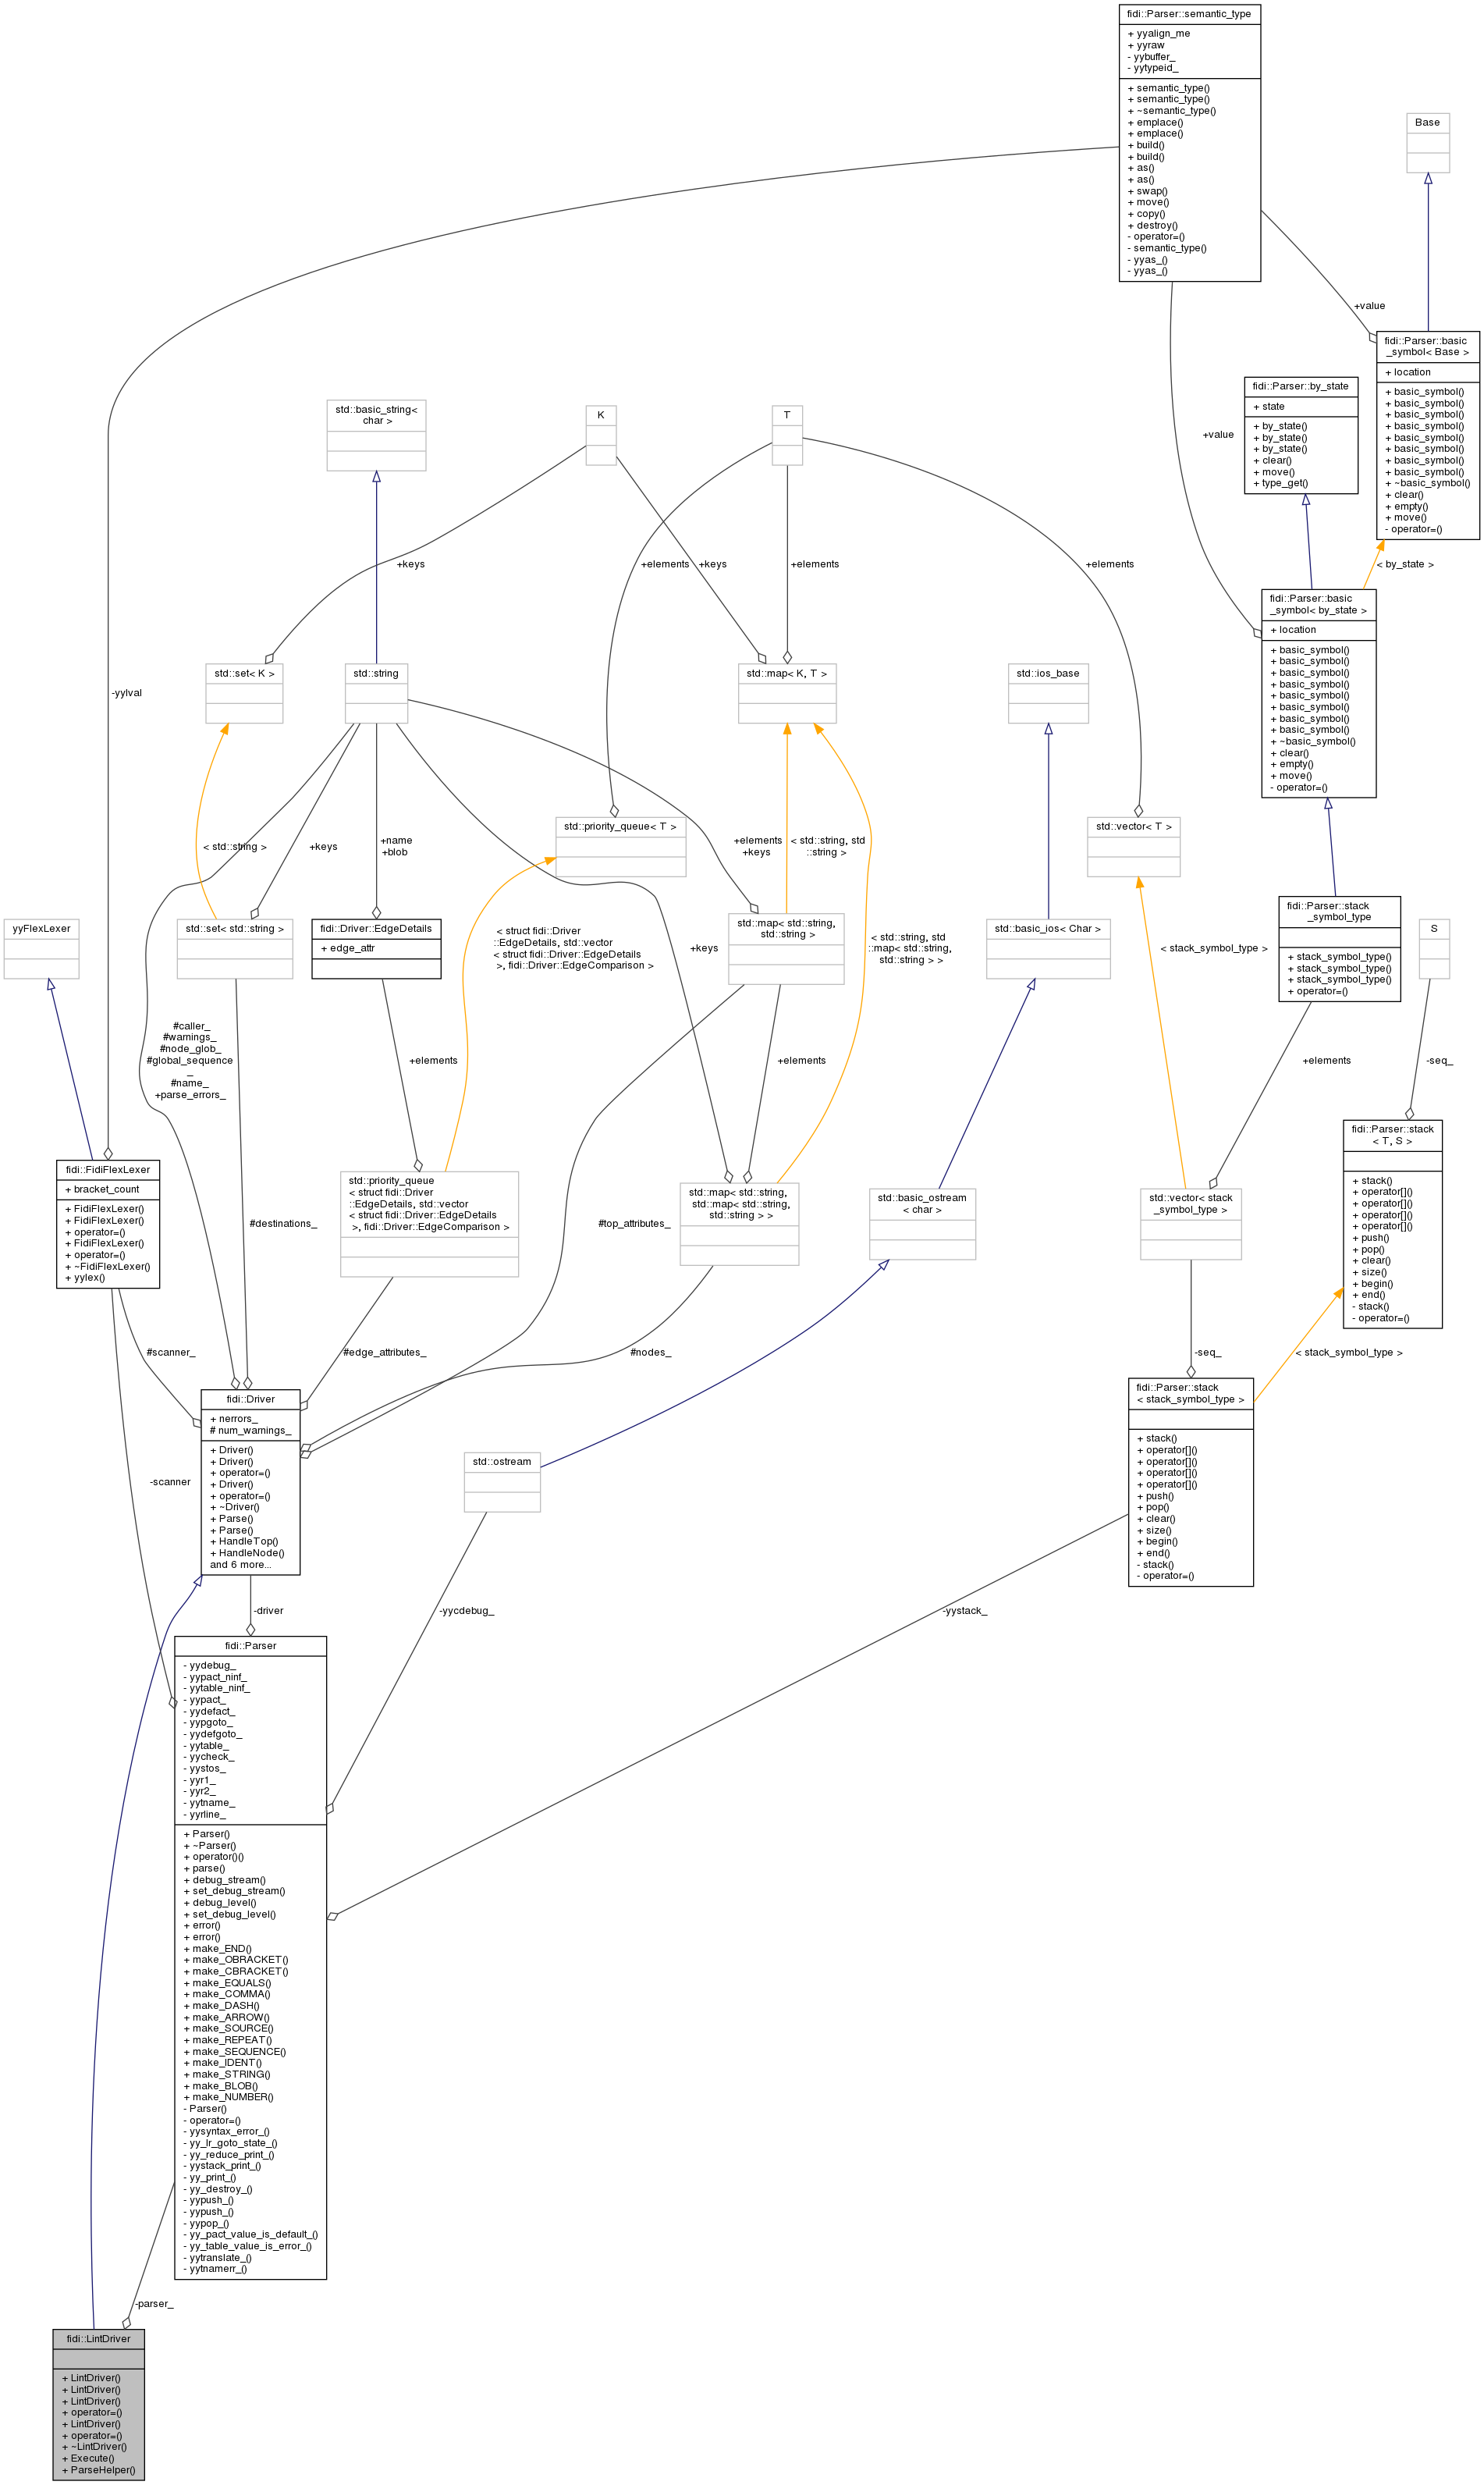 fidi::Parser::semantic_type
+ yyalign_me
+ yyraw
- yybuffer_
- yytypeid_
+ semantic_type()
+ semantic_type()
+ ~semantic_type()
+ emplace()
+ emplace()
+ build()
+ build()
+ as()
+ as()
+ swap()
+ move()
+ copy()
+ destroy()
- operator=()
- semantic_type()
- yyas_()
- yyas_()
Base
+value
fidi::Parser::basic
_symbol< Base >
+ location
+ basic_symbol()
+ basic_symbol()
+ basic_symbol()
+ basic_symbol()
+ basic_symbol()
+ basic_symbol()
+ basic_symbol()
+ basic_symbol()
+ ~basic_symbol()
+ clear()
+ empty()
+ move()
- operator=()
fidi::Parser::by_state
+ state
+ by_state()
+ by_state()
+ by_state()
+ clear()
+ move()
+ type_get()
+value
std::basic_string<
char >
K
T
+keys
+elements
+keys
+elements
+elements
< by_state >
fidi::Parser::basic
_symbol< by_state >
+ location
+ basic_symbol()
+ basic_symbol()
+ basic_symbol()
+ basic_symbol()
+ basic_symbol()
+ basic_symbol()
+ basic_symbol()
+ basic_symbol()
+ ~basic_symbol()
+ clear()
+ empty()
+ move()
- operator=()
-yylval
std::set< K >
std::string
std::map< K, T >
std::ios_base
std::priority_queue< T >
std::vector< T >
< std::string >
+keys
+name
+blob
+elements
+keys
< std::string, std
::string >
yyFlexLexer
std::set< std::string >
fidi::Driver::EdgeDetails
+ edge_attr
< struct fidi::Driver
::EdgeDetails, std::vector
< struct fidi::Driver::EdgeDetails
>, fidi::Driver::EdgeComparison >
+keys
std::map< std::string,
std::string >
< std::string, std
::map< std::string,
std::string > >
std::basic_ios< Char >
< stack_symbol_type >
fidi::Parser::stack
_symbol_type
+ stack_symbol_type()
+ stack_symbol_type()
+ stack_symbol_type()
+ operator=()
S
#caller_
#warnings_
#node_glob_
#global_sequence
_
#name_
+parse_errors_
+elements
+elements
+elements
-seq_
fidi::FidiFlexLexer
+ bracket_count
+ FidiFlexLexer()
+ FidiFlexLexer()
+ operator=()
+ FidiFlexLexer()
+ operator=()
+ ~FidiFlexLexer()
+ yylex()
#destinations_
std::priority_queue
< struct fidi::Driver
::EdgeDetails, std::vector
< struct fidi::Driver::EdgeDetails
>, fidi::Driver::EdgeComparison >
#top_attributes_
std::map< std::string,
std::map< std::string,
std::string > >
std::basic_ostream
< char >
std::vector< stack
_symbol_type >
fidi::Parser::stack
< T, S >
+ stack()
+ operator[]()
+ operator[]()
+ operator[]()
+ operator[]()
+ push()
+ pop()
+ clear()
+ size()
+ begin()
+ end()
- stack()
- operator=()
#scanner_
#edge_attributes_
#nodes_
-seq_
< stack_symbol_type >
fidi::Driver
+ nerrors_
# num_warnings_
+ Driver()
+ Driver()
+ operator=()
+ Driver()
+ operator=()
+ ~Driver()
+ Parse()
+ Parse()
+ HandleTop()
+ HandleNode()
and 6 more...
-scanner
std::ostream
fidi::Parser::stack
< stack_symbol_type >
+ stack()
+ operator[]()
+ operator[]()
+ operator[]()
+ operator[]()
+ push()
+ pop()
+ clear()
+ size()
+ begin()
+ end()
- stack()
- operator=()
-driver
-yycdebug_
-yystack_
fidi::Parser
- yydebug_
- yypact_ninf_
- yytable_ninf_
- yypact_
- yydefact_
- yypgoto_
- yydefgoto_
- yytable_
- yycheck_
- yystos_
- yyr1_
- yyr2_
- yytname_
- yyrline_
+ Parser()
+ ~Parser()
+ operator()()
+ parse()
+ debug_stream()
+ set_debug_stream()
+ debug_level()
+ set_debug_level()
+ error()
+ error()
+ make_END()
+ make_OBRACKET()
+ make_CBRACKET()
+ make_EQUALS()
+ make_COMMA()
+ make_DASH()
+ make_ARROW()
+ make_SOURCE()
+ make_REPEAT()
+ make_SEQUENCE()
+ make_IDENT()
+ make_STRING()
+ make_BLOB()
+ make_NUMBER()
- Parser()
- operator=()
- yysyntax_error_()
- yy_lr_goto_state_()
- yy_reduce_print_()
- yystack_print_()
- yy_print_()
- yy_destroy_()
- yypush_()
- yypush_()
- yypop_()
- yy_pact_value_is_default_()
- yy_table_value_is_error_()
- yytranslate_()
- yytnamerr_()
-parser_
fidi::LintDriver
+ LintDriver()
+ LintDriver()
+ LintDriver()
+ operator=()
+ LintDriver()
+ operator=()
+ ~LintDriver()
+ Execute()
+ ParseHelper()